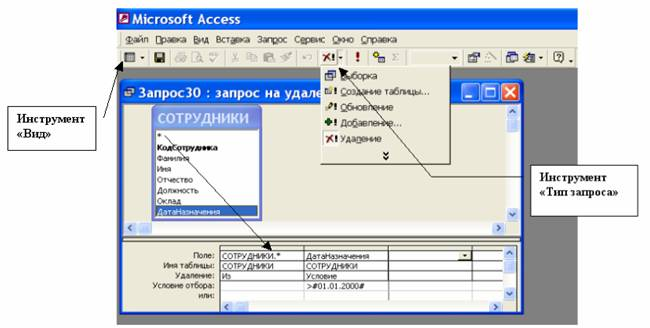 Microsoft Access
Файл Правка Вид Вставка Запрос Сервис Окно Справка
Выборка
Создание таблицы...
Обновление
Добавление...
Удаление
Инструмент
«Вид»
Запрос30 : запрос на удале
СОТРУДНИКИ
*
КодСотрудника
Фамилия
Имя
Отчество
Должность
Оклад
ДатаНазначения
Инструмент
«Тип запроса»
Поле: СОТРУДНИКИ.* ДатаНазначения
Имя таблицы: СОТРУДНИКИ СОТРУДНИКИ
Удаление: Из Условие
Условие отбора: >#01.01.2000#
или: